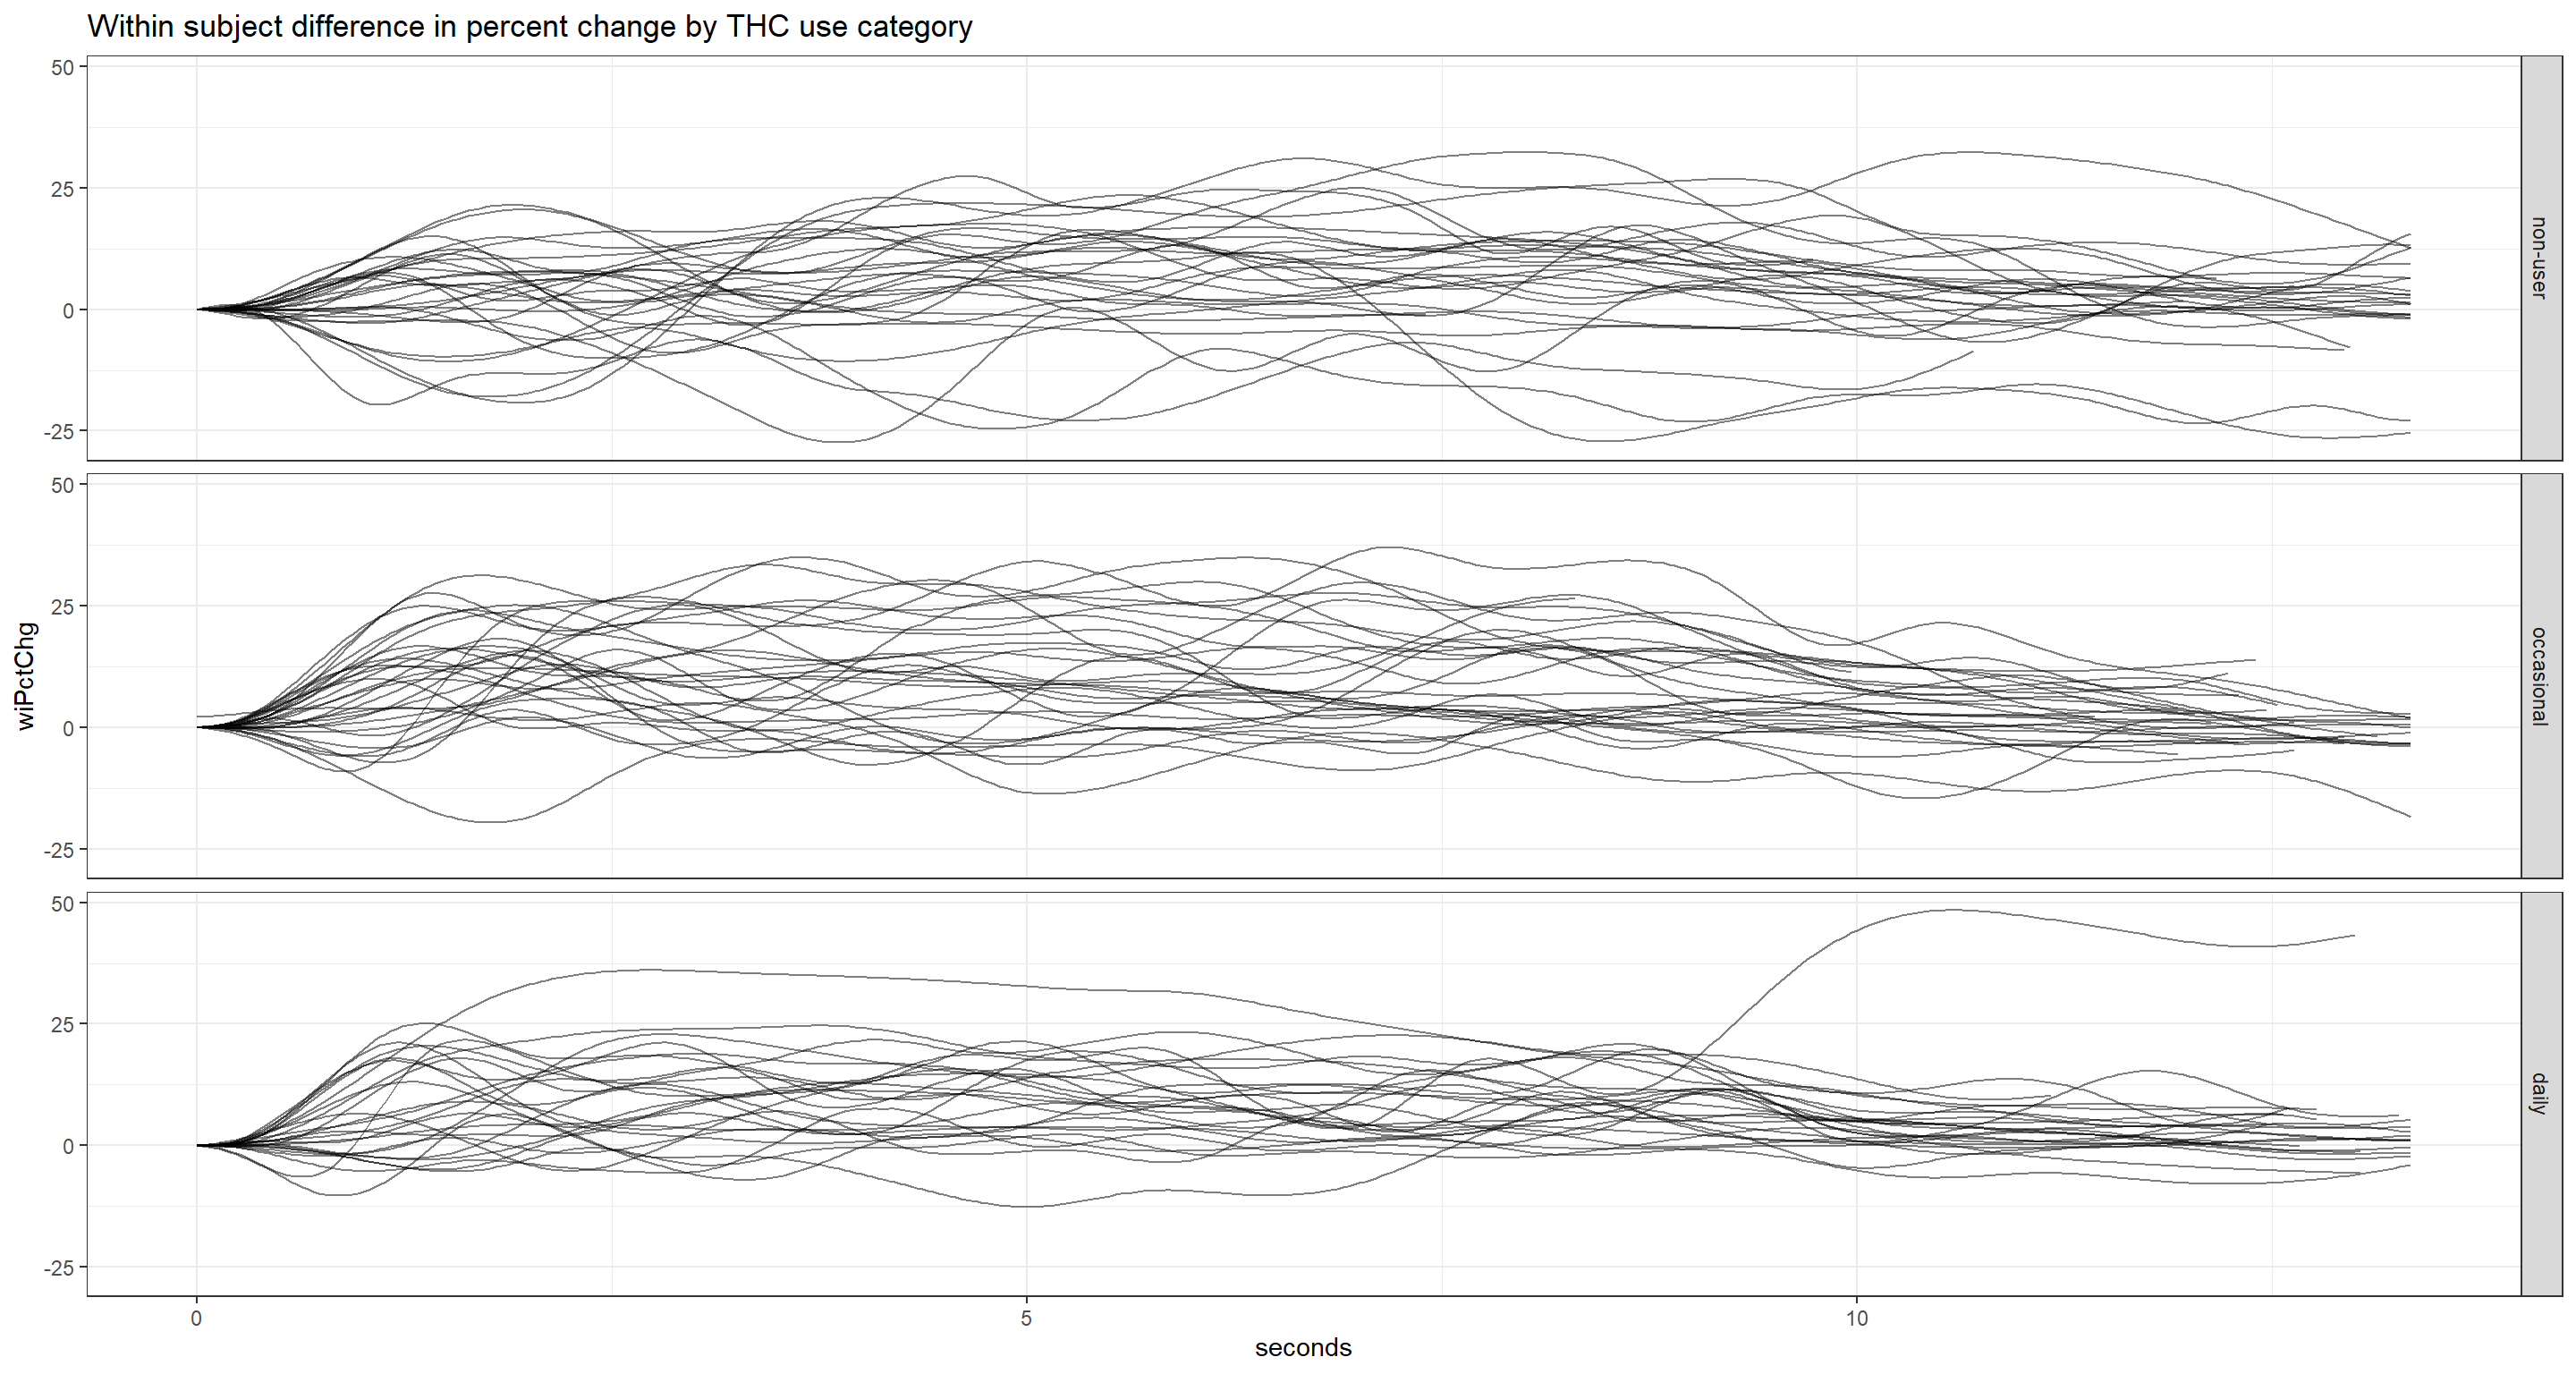 Within subject difference in percent change by THC use category
50
25
0
-25
non-user
50
25
0
-25
occasional
wiPctChg
50
25
0
-25
daily
0 5 10
seconds